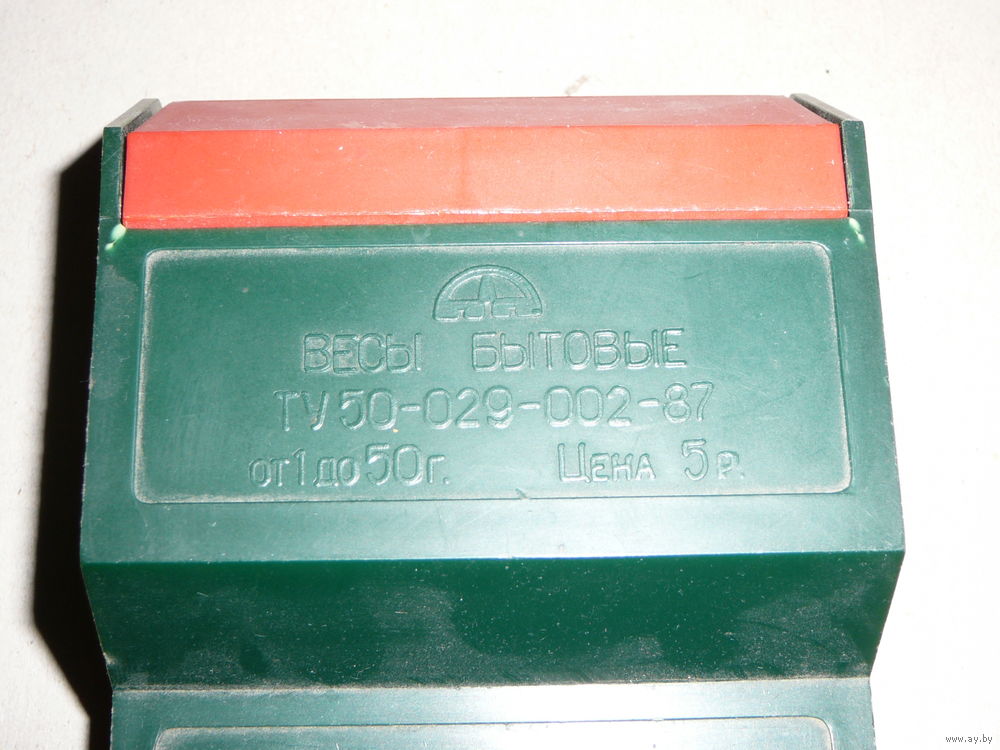 ВЕСЫ БЫТОВЫЕ
ТУ 50-029-002-87
от 1 до 50 г. ЦЕНА 5 р.
www.ay.by